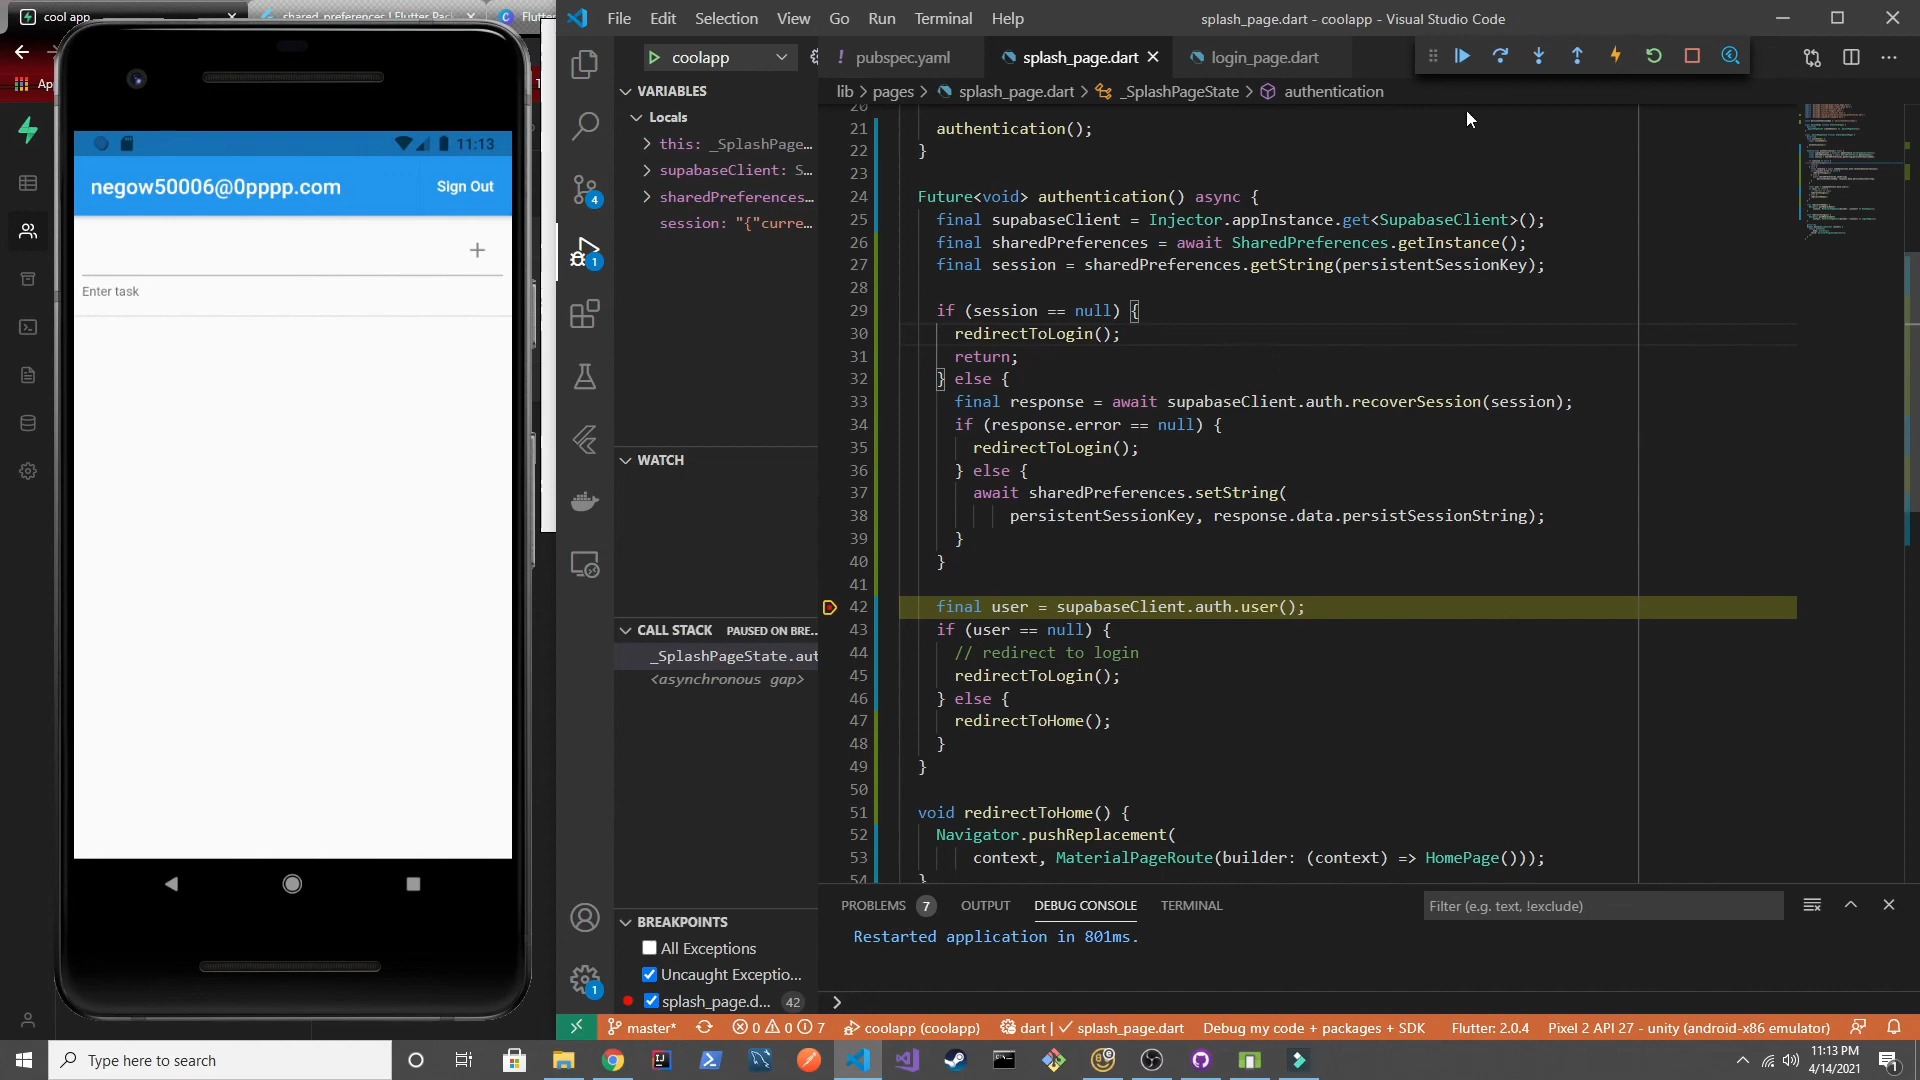 cool app
shared_preferences | Flutter Pac
Flutte
File Edit Selection View Go Run Terminal Help
splash_page.dart - coolapp - Visual Studio Code
Ap
11:13
negow50006@0pppp.com
Sign Out
Enter task
coolapp
VARIABLES
Locals
this: _SplashPage...
supabaseClient: S...
sharedPreferences...
session: "{"curre...
WATCH
CALL STACK PAUSED ON BRE...
_SplashPageState.aut
<asynchronous gap>
BREAKPOINTS
All Exceptions
Uncaught Exceptio...
splash_page.d... 42
4
1
1
pubspec.yaml
splash_page.dart
login_page.dart
lib > pages > splash_page.dart > _SplashPageState > authentication
20
21 authentication();
22 }
23
24 Future<void> authentication() async {
25 final supabaseClient = Injector.appInstance.get<SupabaseClient>();
26 final sharedPreferences = await SharedPreferences.getInstance();
27 final session = sharedPreferences.getString(persistentSessionKey);
28
29 if (session == null) {
30 redirectToLogin();
31 return;
32 } else {
33 final response = await supabaseClient.auth.recoverSession(session);
34 if (response.error == null) {
35 redirectToLogin();
36 } else {
37 await sharedPreferences.setString(
38 persistentSessionKey, response.data.persistSessionString);
39 }
40 }
41
42 final user = supabaseClient.auth.user();
43 if (user == null) {
44 // redirect to login
45 redirectToLogin();
46 } else {
47 redirectToHome();
48 }
49 }
50
51 void redirectToHome() {
52 Navigator.pushReplacement(
53 context, MaterialPageRoute(builder: (context) => HomePage()));
54 }
PROBLEMS 7 OUTPUT DEBUG CONSOLE TERMINAL
Filter (e.g. text, !exclude)
Restarted application in 801ms.
master* 0 0 7 coolapp (coolapp) dart | splash_page.dart Debug my code + packages + SDK Flutter: 2.0.4 Pixel 2 API 27 - unity (android-x86 emulator)
Type here to search
11:13 PM
4/14/2021
1